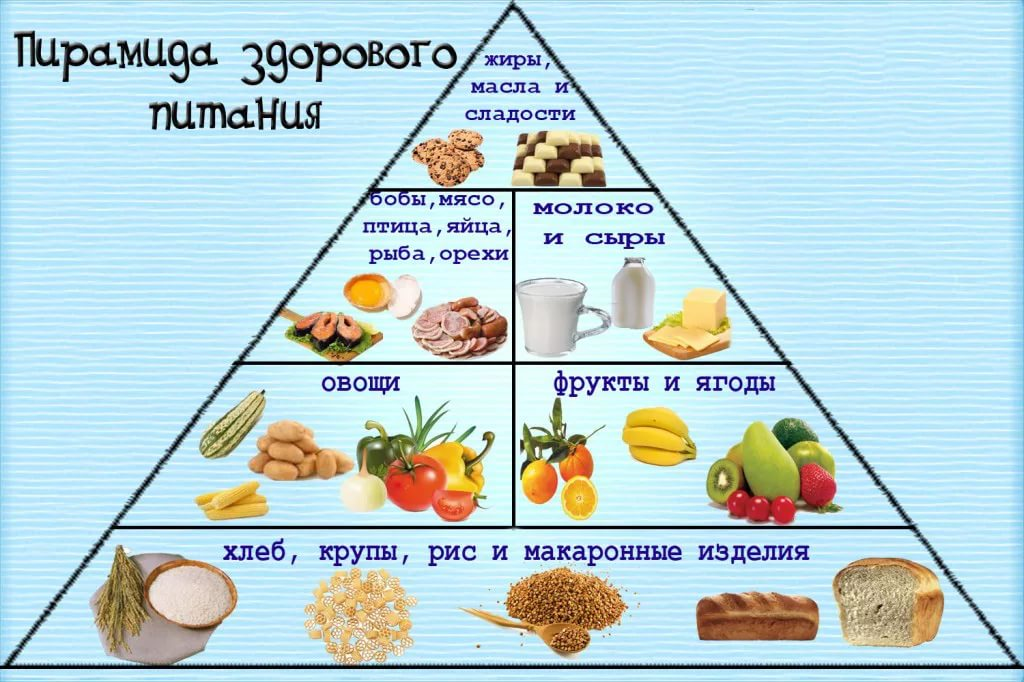 Пирамида здорового
питания
жиры,
масла и
сладости
бобы,мясо,
птица,яйца,
рыба,орехи
молоко
и сыры
овощи
фрукты и ягоды
хлеб, крупы, рис и макаронные изделия